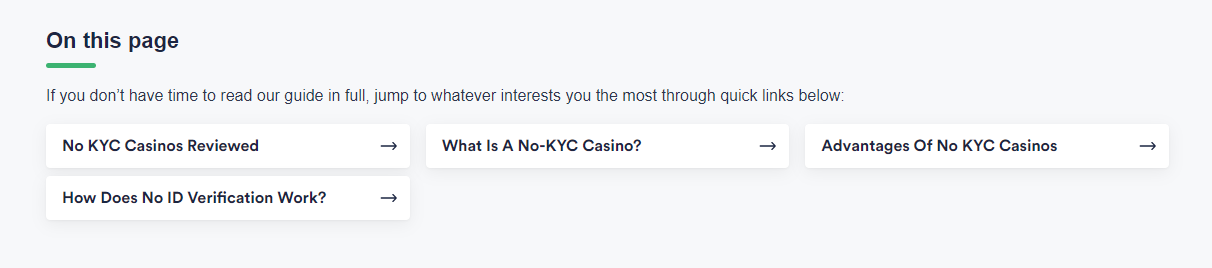 On this page
If you don’t have time to read our guide in full, jump to whatever interests you the most through quick links below:
No KYC Casinos Reviewed
What Is A No-KYC Casino?
Advantages Of No KYC Casinos
How Does No ID Verification Work?